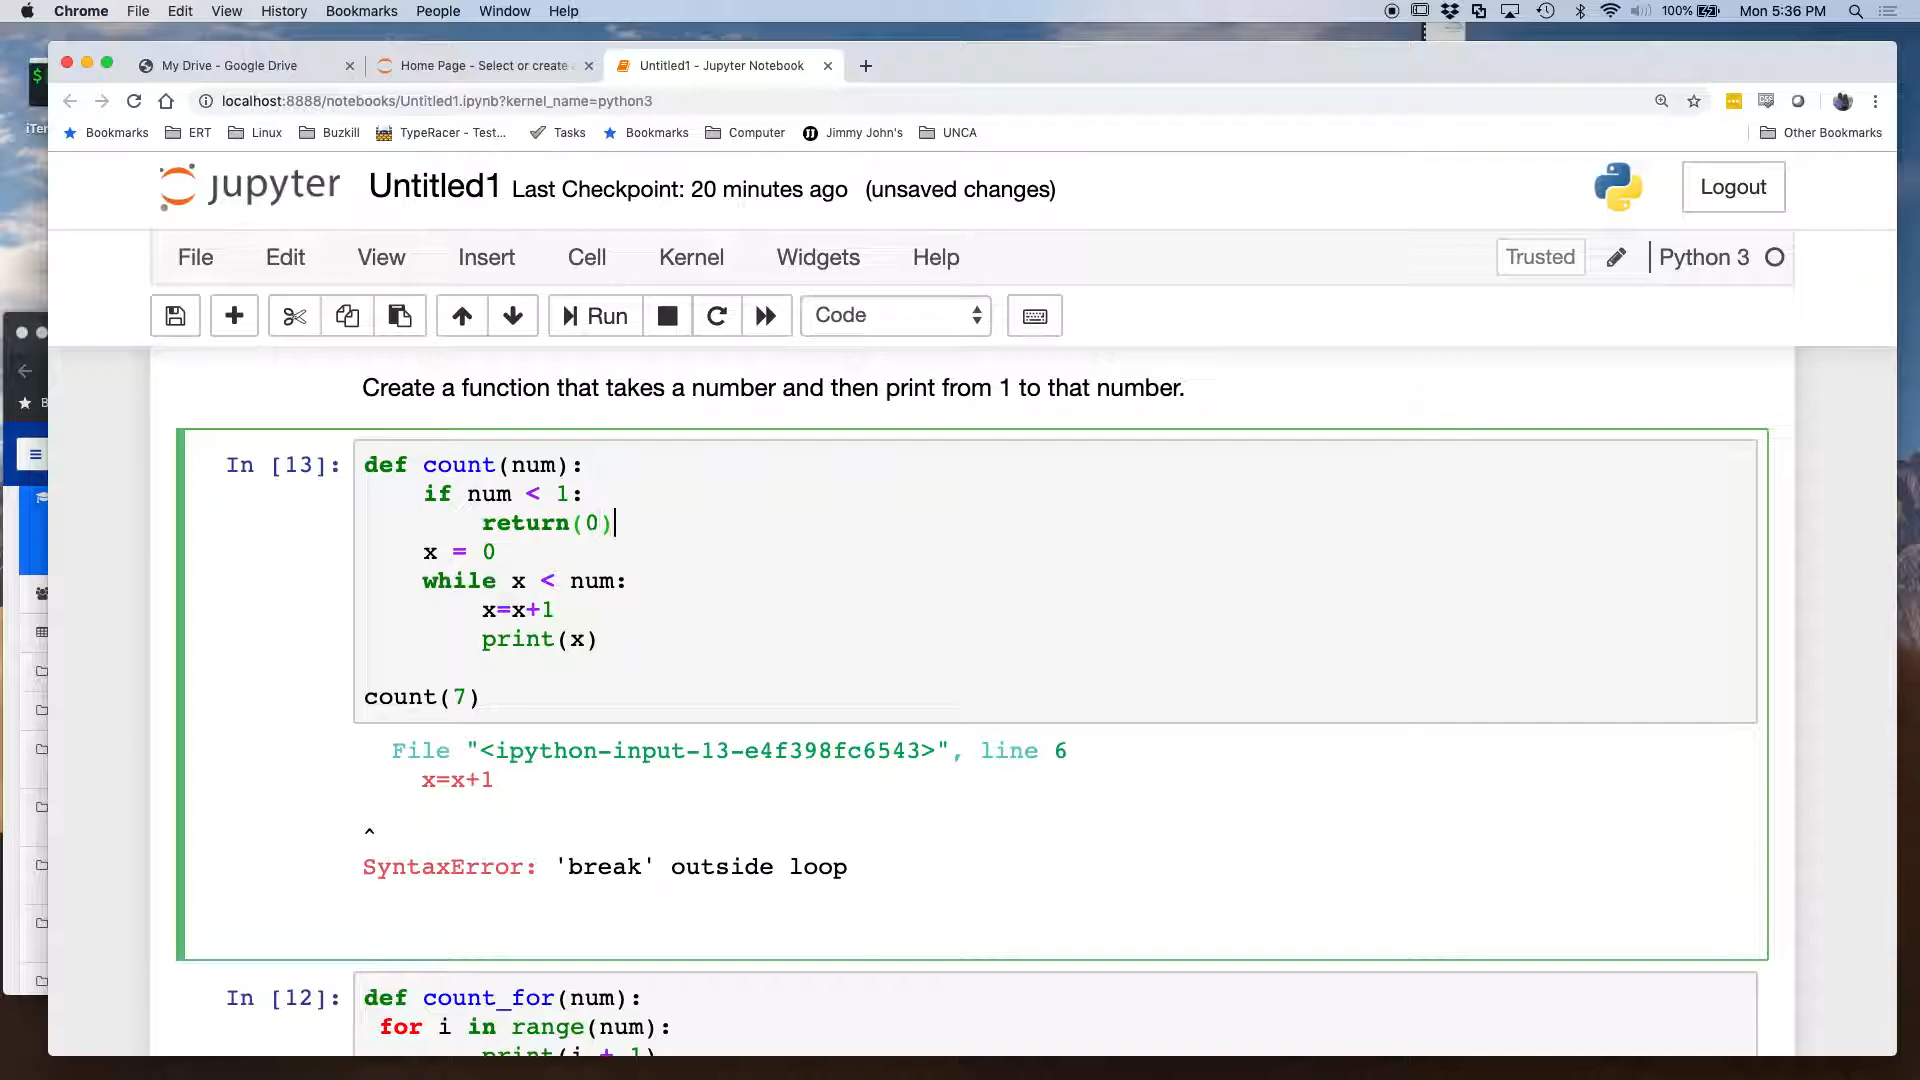 Chrome File Edit View History Bookmarks People Window Help 100% Mon 5:36 PM
My Drive - Google Drive Home Page - Select or create Untitled1 - Jupyter Notebook
localhost:8888/notebooks/Untitled1.ipynb?kernel_name=python3
Bookmarks ERT Linux Buzkill TypeRacer - Test... Tasks Bookmarks Computer Jimmy John's UNCA Other Bookmarks
jupyter Untitled1 Last Checkpoint: 20 minutes ago (unsaved changes) Logout
File Edit View Insert Cell Kernel Widgets Help Trusted Python 3
Run Code
Create a function that takes a number and then print from 1 to that number.
In [13]: def count(num):
if num < 1:
return(0)
x = 0
while x < num:
x=x+1
print(x)
count(7)
File "<ipython-input-13-e4f398fc6543>", line 6
x=x+1
^
SyntaxError: 'break' outside loop
In [12]: def count_for(num):
for i in range(num):
print(i + 1)